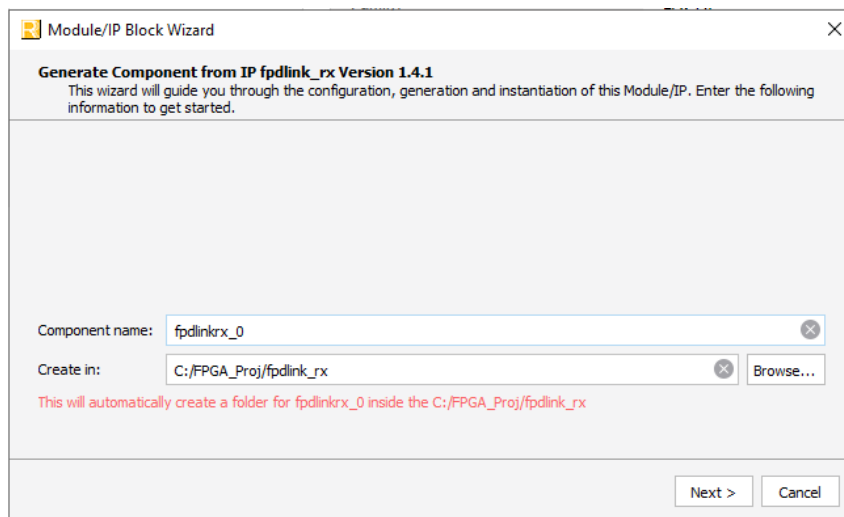 Module/IP Block Wizard
Generate Component from IP fpdlink_rx Version 1.4.1
This wizard will guide you through the configuration, generation and instantiation of this Module/IP. Enter the following
information to get started.
Component name: fpdlinkrx_0
Create in: C:/FPGA_Proj/fpdlink_rx Browse...
This will automatically create a folder for fpdlinkrx_0 inside the C:/FPGA_Proj/fpdlink_rx
Next > Cancel